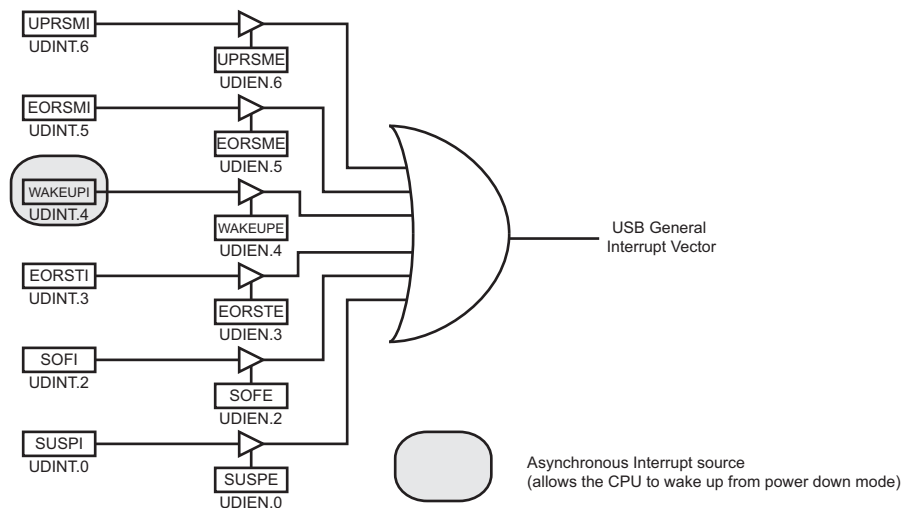 UPRSMI
UDINT.6
UPRSME
UDIEN.6
EORSMI
UDINT.5
EORSME
UDIEN.5
WAKEUPI
UDINT.4
WAKEUPE
UDIEN.4
EORSTI
UDINT.3
EORSTE
UDIEN.3
SOFI
UDINT.2
SOFE
UDIEN.2
SUSPI
UDINT.0
SUSPE
UDIEN.0
USB General
Interrupt Vector
Asynchronous Interrupt source
(allows the CPU to wake up from power down mode)